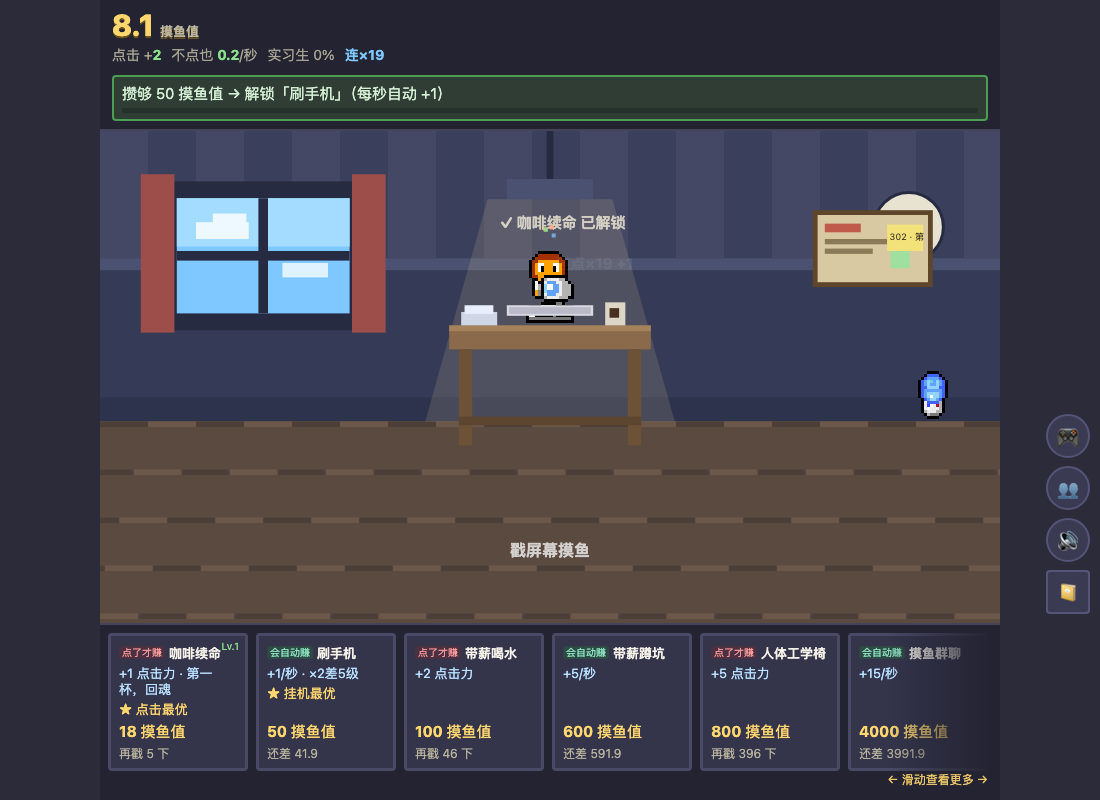 8.1 摸鱼值
点击 +2 不点也 0.2/秒 实习生 0% 连×19
攒够 50 摸鱼值 → 解锁「刷手机」（每秒自动 +1）
✓ 咖啡续命 已解锁
302 · 第
戳屏幕摸鱼
点了才赚 咖啡续命 Lv.1
+1 点击力 · 第一
杯，回魂
★ 点击最优
18 摸鱼值
再戳 5 下
会自动赚 刷手机
+1/秒 · ×2差5级
★ 挂机最优
50 摸鱼值
还差 41.9
点了才赚 带薪喝水
+2 点击力
100 摸鱼值
再戳 46 下
会自动赚 带薪蹲坑
+5/秒
600 摸鱼值
还差 591.9
点了才赚 人体工学椅
+5 点击力
800 摸鱼值
再戳 396 下
会自动赚 摸鱼群聊
+15/秒
4000 摸鱼值
还差 3991.9
← 滑动查看更多 →